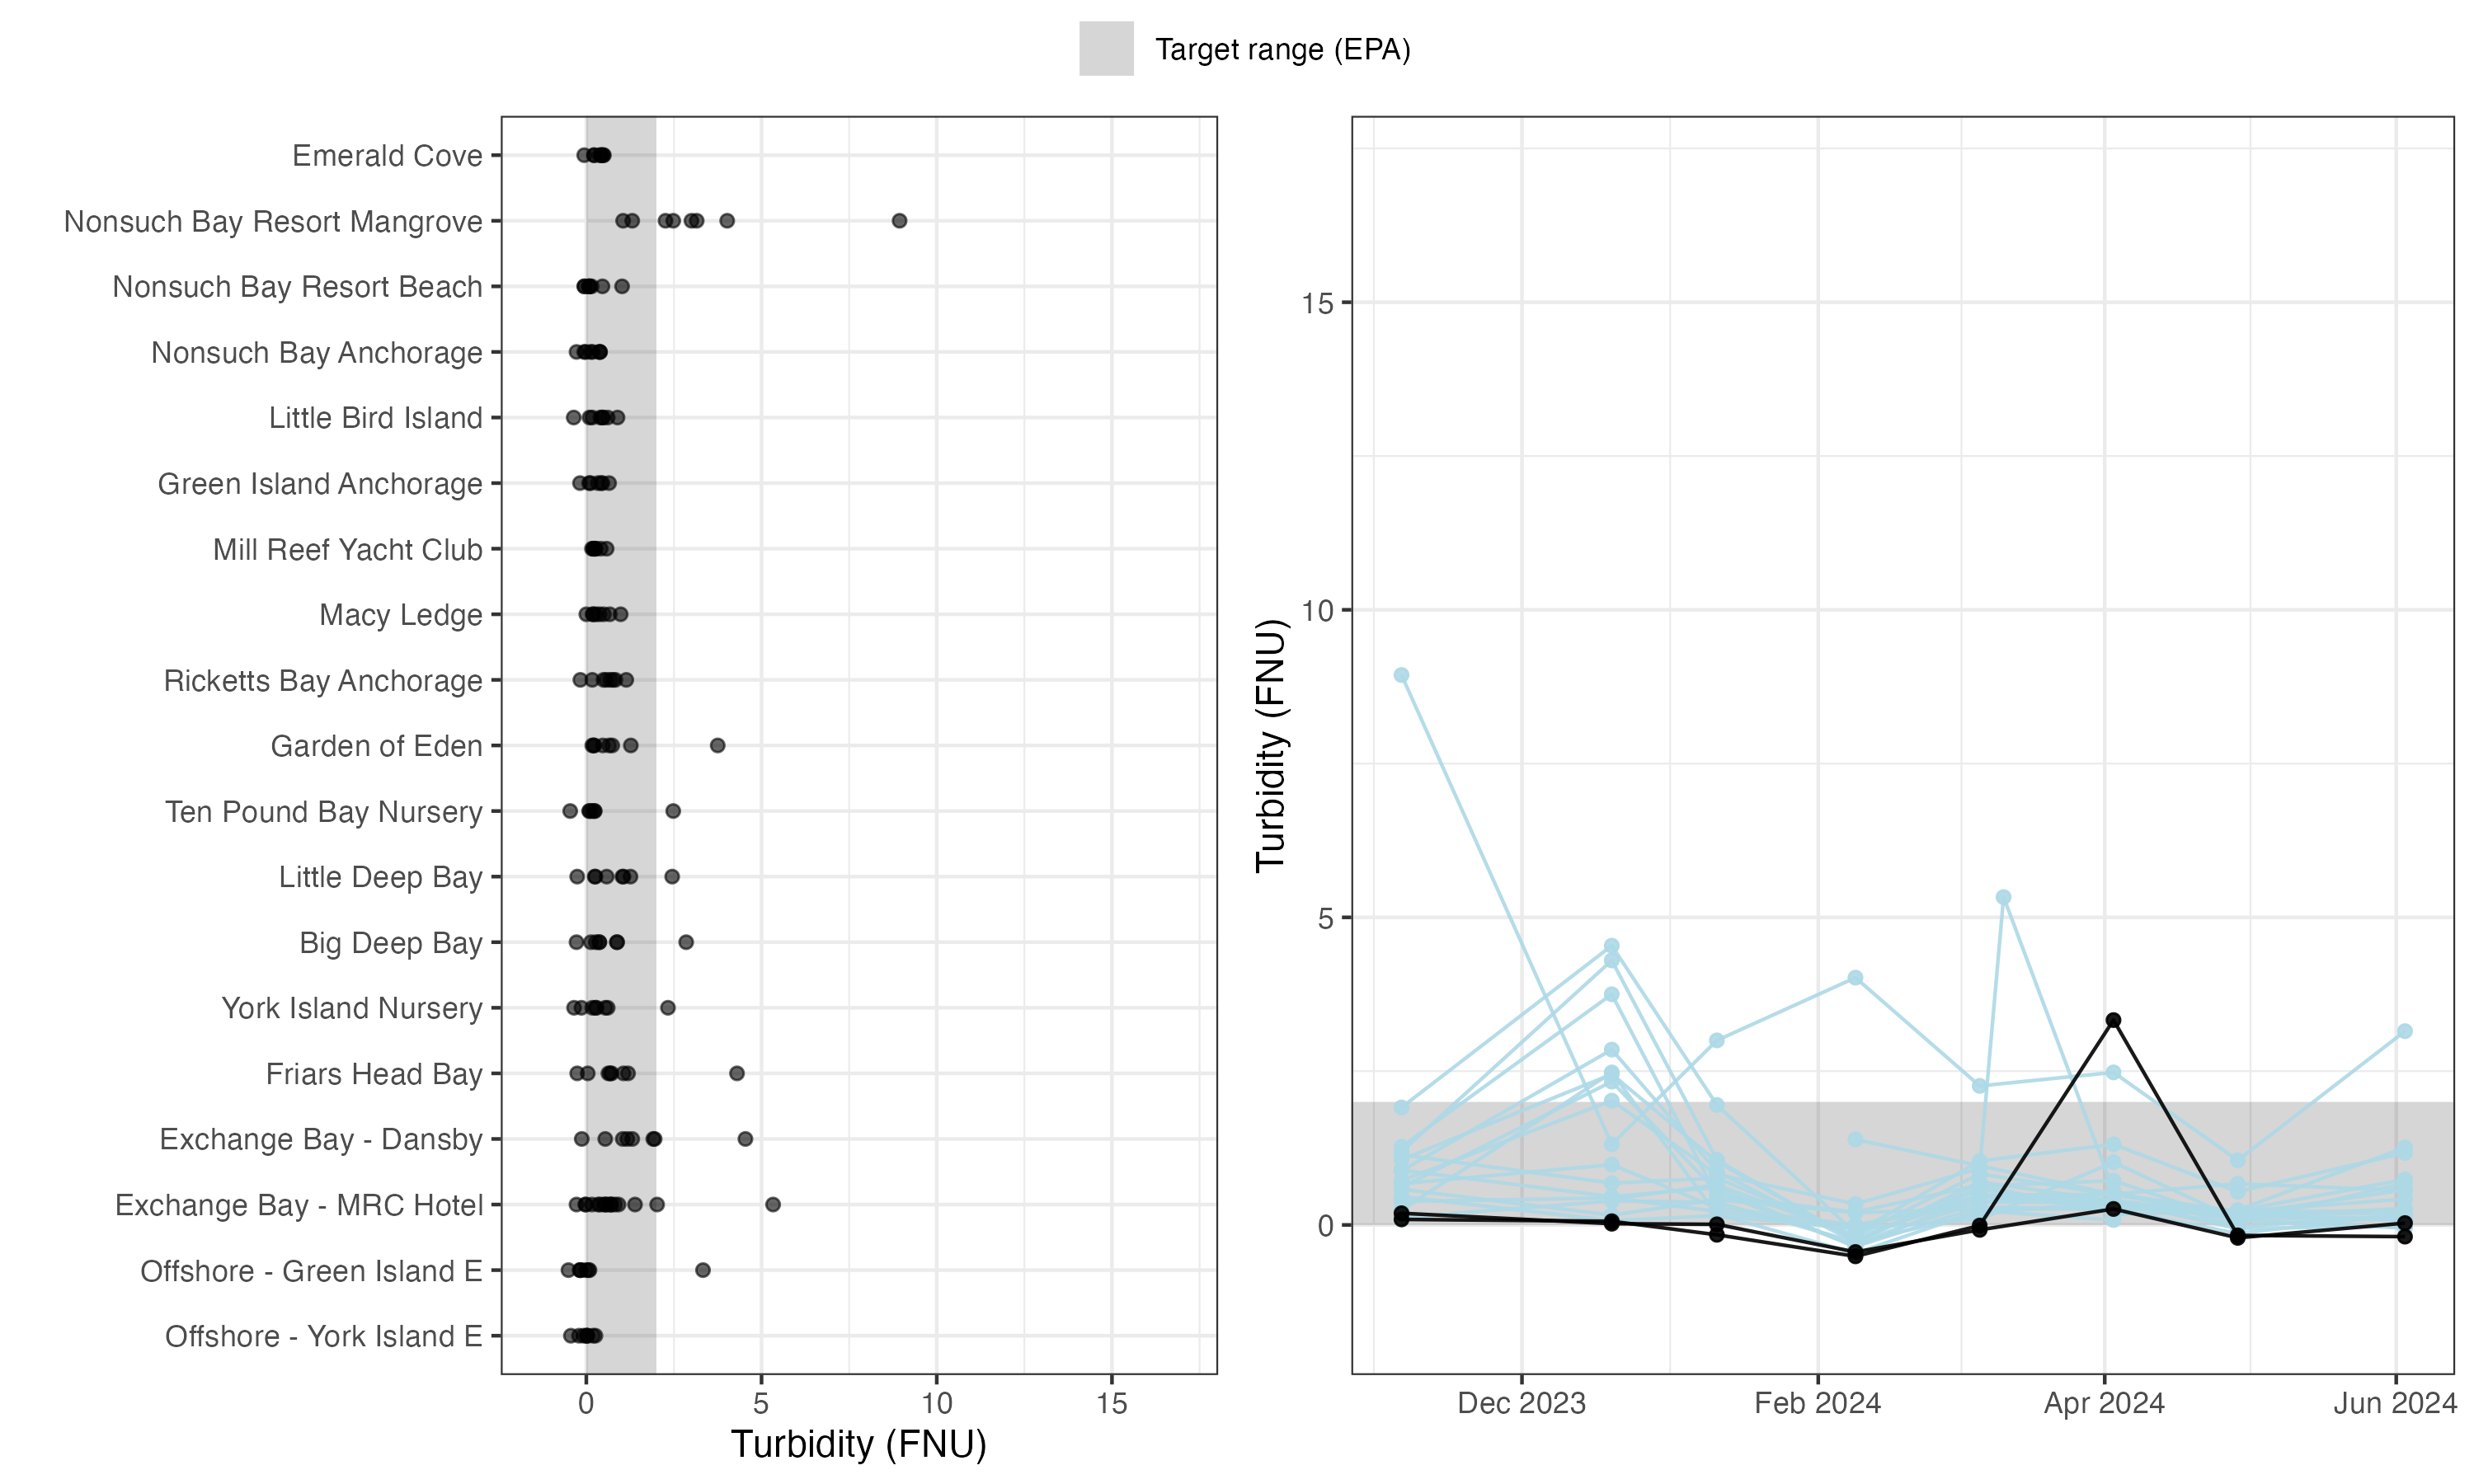 Target range (EPA)
Emerald Cove
Nonsuch Bay Resort Mangrove
Nonsuch Bay Resort Beach
Nonsuch Bay Anchorage
Little Bird Island
Green Island Anchorage
Mill Reef Yacht Club
Macy Ledge
Ricketts Bay Anchorage
Garden of Eden
Ten Pound Bay Nursery
Little Deep Bay
Big Deep Bay
York Island Nursery
Friars Head Bay
Exchange Bay - Dansby
Exchange Bay - MRC Hotel
Offshore - Green Island E
Offshore - York Island E
0 5 10 15
Turbidity (FNU)
Turbidity (FNU)
15
10
5
0
Dec 2023 Feb 2024 Apr 2024 Jun 2024